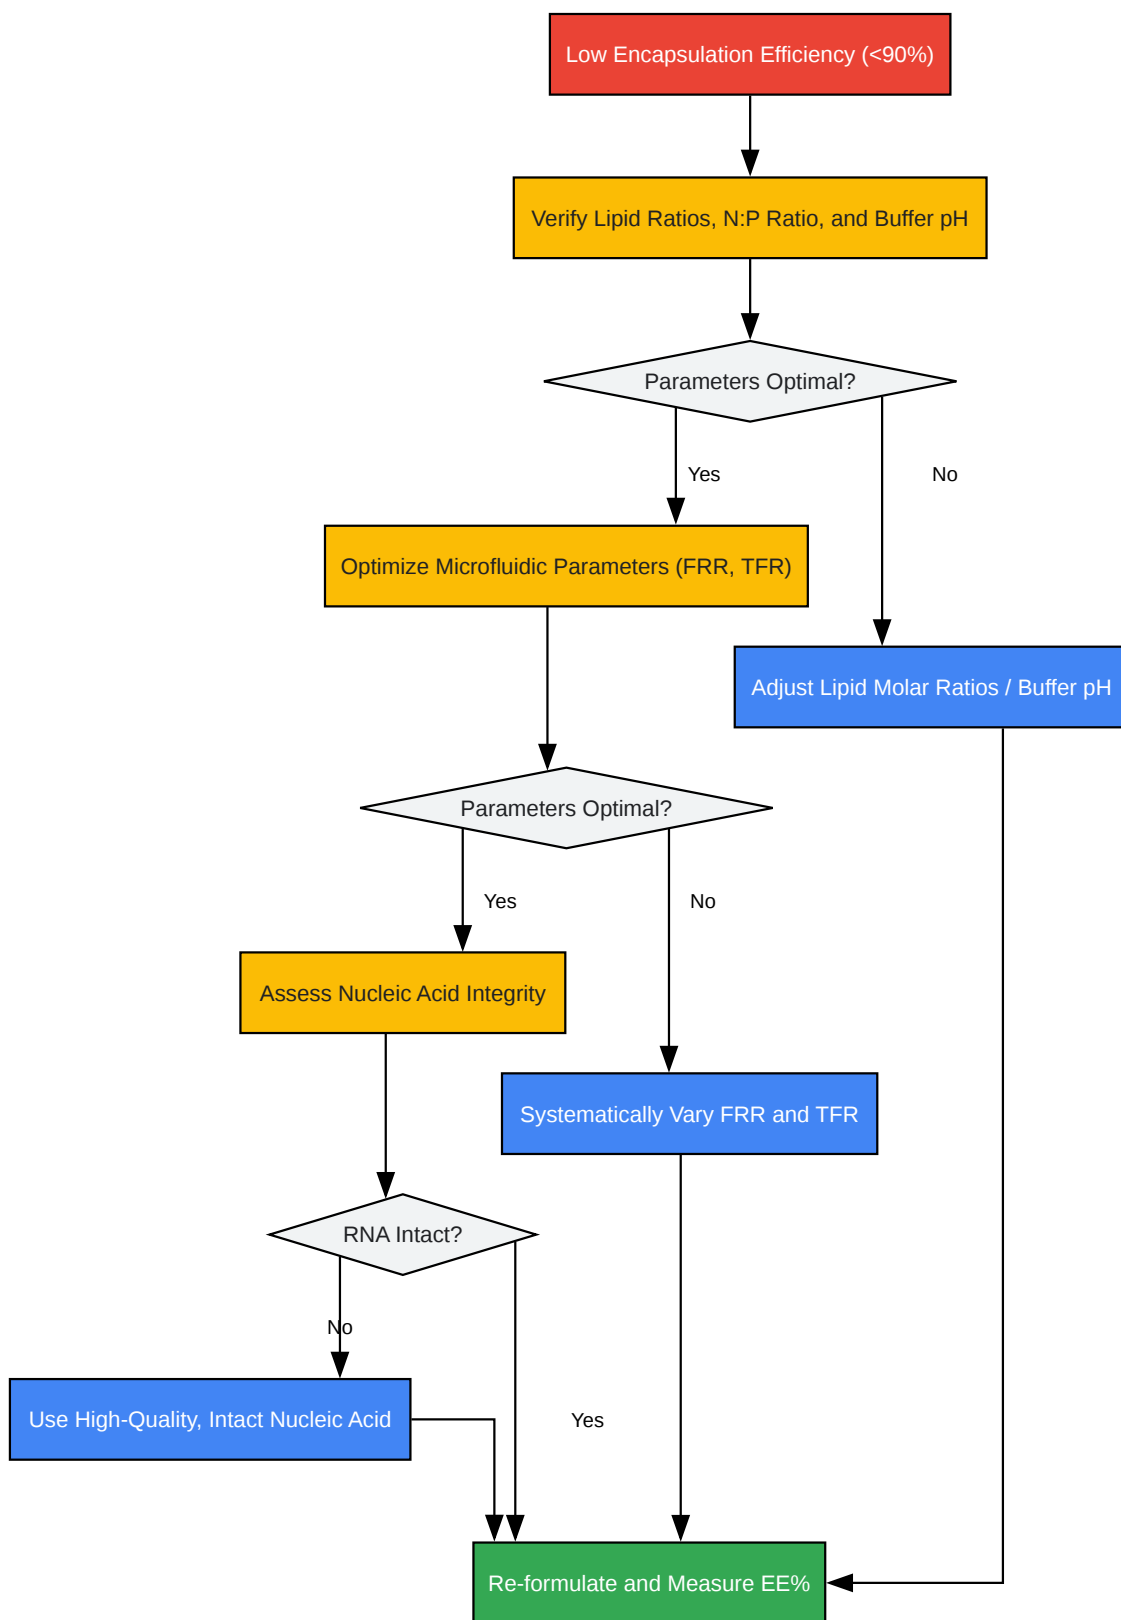 Low Encapsulation Efficiency (<90%)
Verify Lipid Ratios, N:P Ratio, and Buffer pH
Parameters Optimal?
Yes
No
Optimize Microfluidic Parameters (FRR, TFR)
Adjust Lipid Molar Ratios / Buffer pH
Parameters Optimal?
Yes
No
Assess Nucleic Acid Integrity
Systematically Vary FRR and TFR
RNA Intact?
No
Use High-Quality, Intact Nucleic Acid
Yes
Re-formulate and Measure EE%